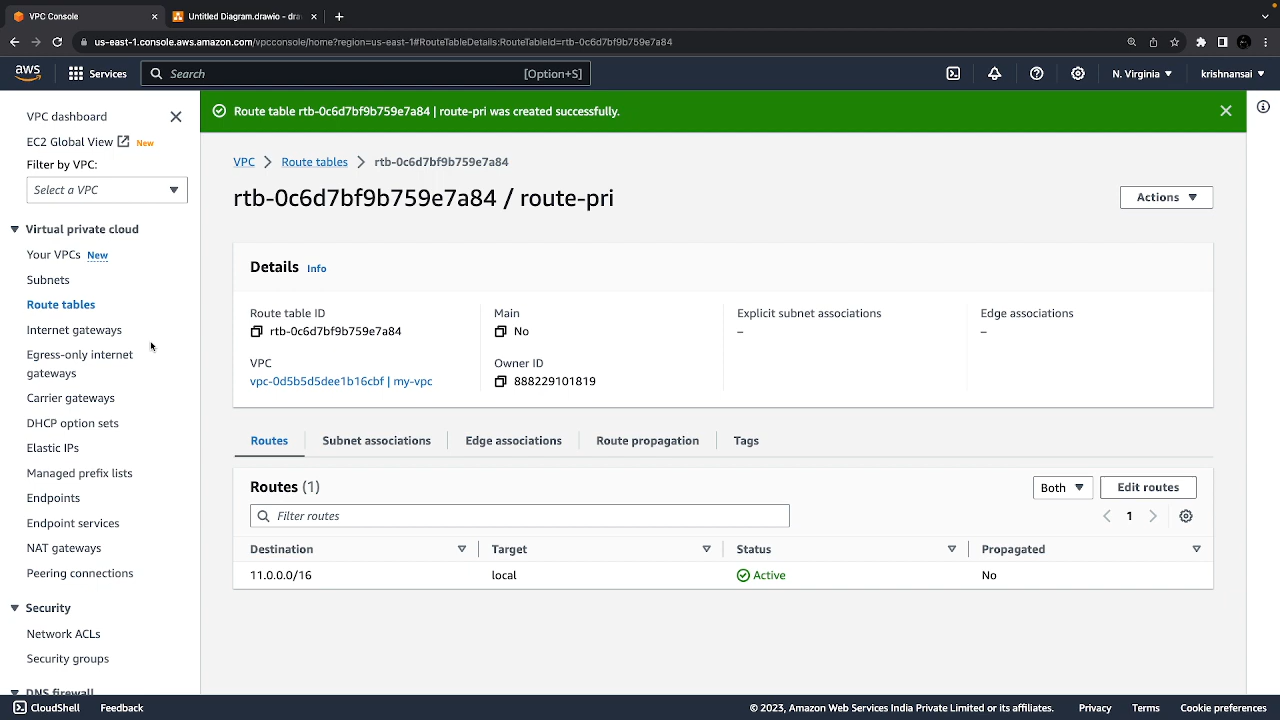 VPC Console
Untitled Diagram.drawio - dra
us-east-1.console.aws.amazon.com/vpcconsole/home?region=us-east-1#RouteTableDetails:RouteTableId=rtb-0c6d7bf9b759e7a84
aws
Services
Search
[Option+S]
N. Virginia
krishnansai
VPC dashboard
EC2 Global View
New
Filter by VPC:
Select a VPC
Virtual private cloud
Your VPCs New
Subnets
Route tables
Internet gateways
Egress-only internet
gateways
Carrier gateways
DHCP option sets
Elastic IPs
Managed prefix lists
Endpoints
Endpoint services
NAT gateways
Peering connections
Security
Network ACLs
Security groups
DNS firewall
Route table rtb-0c6d7bf9b759e7a84 | route-pri was created successfully.
VPC
Route tables
rtb-0c6d7bf9b759e7a84
rtb-0c6d7bf9b759e7a84 / route-pri
Actions
Details Info
Route table ID
rtb-0c6d7bf9b759e7a84
Main
No
Explicit subnet associations
–
Edge associations
–
VPC
vpc-0d5b5d5dee1b16cbf | my-vpc
Owner ID
888229101819
Routes
Subnet associations
Edge associations
Route propagation
Tags
Routes (1)
Both
Edit routes
Filter routes
1
Destination
Target
Status
Propagated
11.0.0.0/16
local
Active
No
CloudShell
Feedback
© 2023, Amazon Web Services India Private Limited or its affiliates.
Privacy
Terms
Cookie preferences